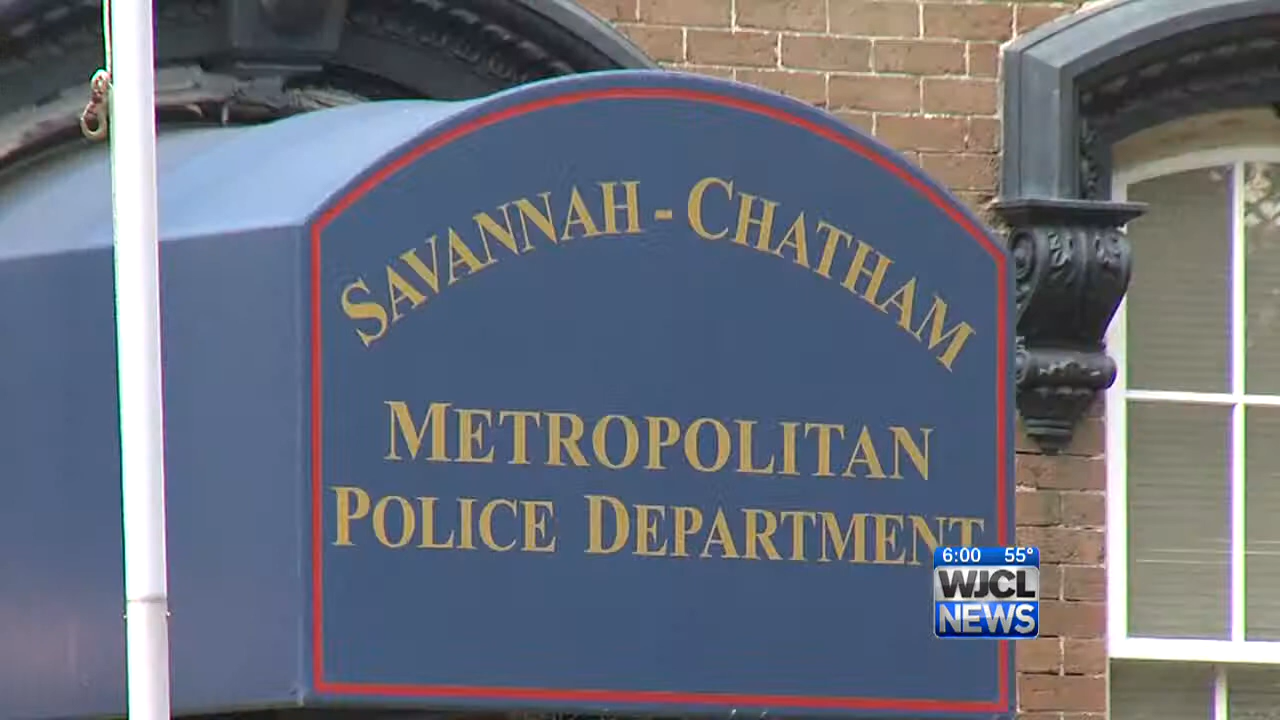 SAVANNAH - CHATHAM
METROPOLITAN
POLICE DEPARTMENT
6:00 55°
WJCL
NEWS